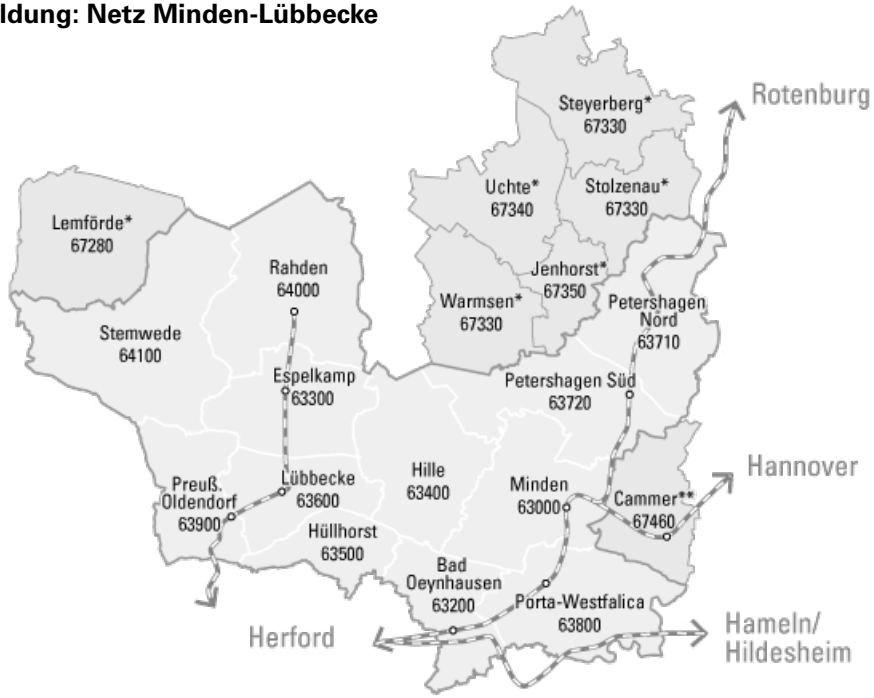 ldung: Netz Minden-Lübbecke
Rotenburg
Steyerberg*
67330
Uchte*
67340
Stolzenau*
67330
Lemförde*
67280
Rahden
64000
Jenhorst*
67350
Warmsen*
67330
Petershagen
Nord
63710
Stemwede
64100
Espelkamp
63300
Petershagen Süd
63720
Hannover
Preuß.
Oldendorf
63900
Lübbecke
63600
Hille
63400
Minden
63000
Cammer**
67460
Hüllhorst
63500
Bad
Oeynhausen
63200
Porta-Westfalica
63800
Herford
Hameln/
Hildesheim